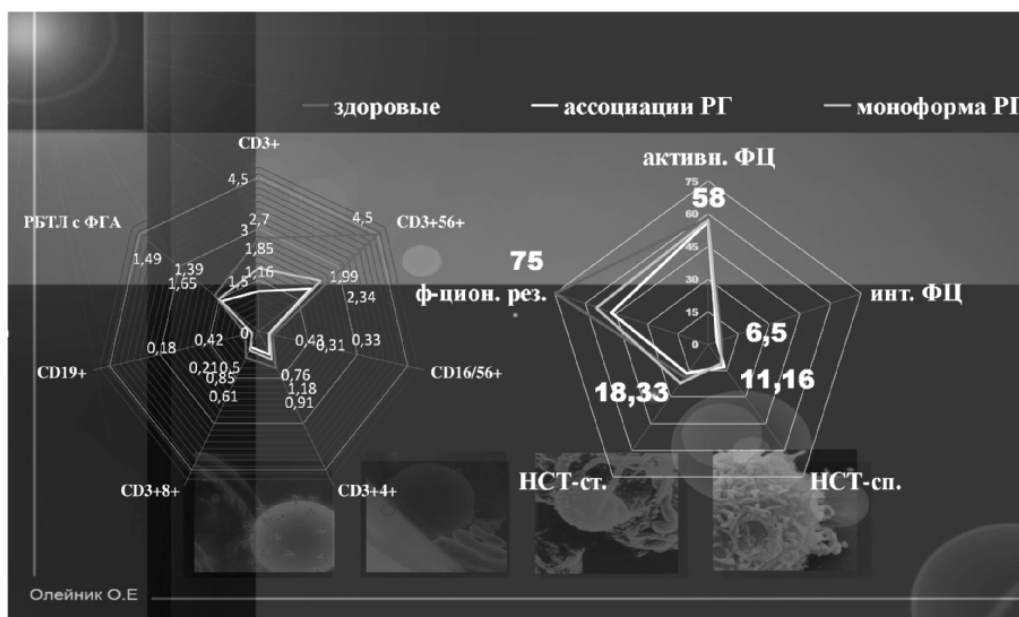 здоровые ассоциации РГ моноформа РГ
CD3+
4,5
2,7
3
1,85
1,16
CD3+56+
4,5
1,99
2,34
РБТЛ с ФГА
1,49
1,39
1,65
1,5
0
CD19+
0,18
0,42
0,43
0,31
0,33
CD16/56+
0,21
0,5
0,85
0,61
0,76
1,18
0,91
CD3+8+
CD3+4+
активн. ФЦ
75
60
45
30
15
0
58
75
ф-цион. рез.
инт. ФЦ
6,5
11,16
18,33
НСТ-ст.
НСТ-сп.
Олейник О.Е